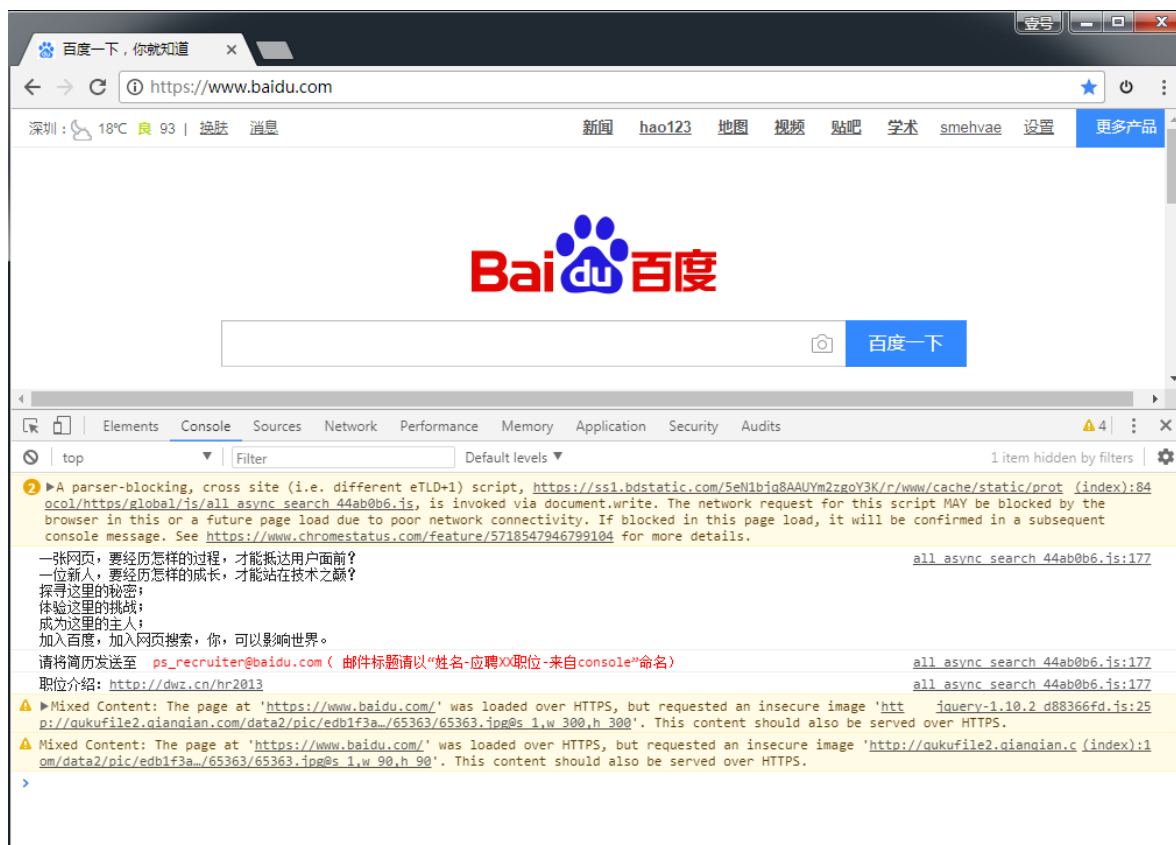 壹号
百度一下，你就知道
https://www.baidu.com
深圳： 18℃ 良 93 | 换肤 消息 新闻 hao123 地图 视频 贴吧 学术 smehvae 设置 更多产品
Bai du 百度
百度一下
Elements Console Sources Network Performance Memory Application Security Audits 4
top Filter Default levels 1 item hidden by filters
2 A parser-blocking, cross site (i.e. different eTLD+1) script, https://ss1.bdstatic.com/5eN1bjq8AAUYm2zgoY3K/r/www/cache/static/prot (index):84
ocol/https/global/js/all_async_search_44ab0b6.js, is invoked via document.write. The network request for this script MAY be blocked by the
browser in this or a future page load due to poor network connectivity. If blocked in this page load, it will be confirmed in a subsequent
console message. See https://www.chromestatus.com/feature/5718547946799104 for more details.
一张网页，要经历怎样的过程，才能抵达用户面前？ all_async_search_44ab0b6.js:177
一位新人，要经历怎样的成长，才能站在技术之巅？
探寻这里的秘密；
体验这里的挑战；
成为这里的主人；
加入百度，加入网页搜索，你，可以影响世界。
请将简历发送至 ps_recruiter@baidu.com（ 邮件标题请以“姓名-应聘XX职位-来自console”命名） all_async_search_44ab0b6.js:177
职位介绍：http://dwz.cn/hr2013 all_async_search_44ab0b6.js:177
Mixed Content: The page at 'https://www.baidu.com/' was loaded over HTTPS, but requested an insecure image 'htt jquery-1.10.2_d88366fd.js:25
p://qukufile2.qianqian.com/data2/pic/edb1f3a…/65363/65363.jpg@s_1,w_300,h_300'. This content should also be served over HTTPS.
Mixed Content: The page at 'https://www.baidu.com/' was loaded over HTTPS, but requested an insecure image 'http://qukufile2.qianqian.c (index):1
om/data2/pic/edb1f3a…/65363/65363.jpg@s_1,w_90,h_90'. This content should also be served over HTTPS.